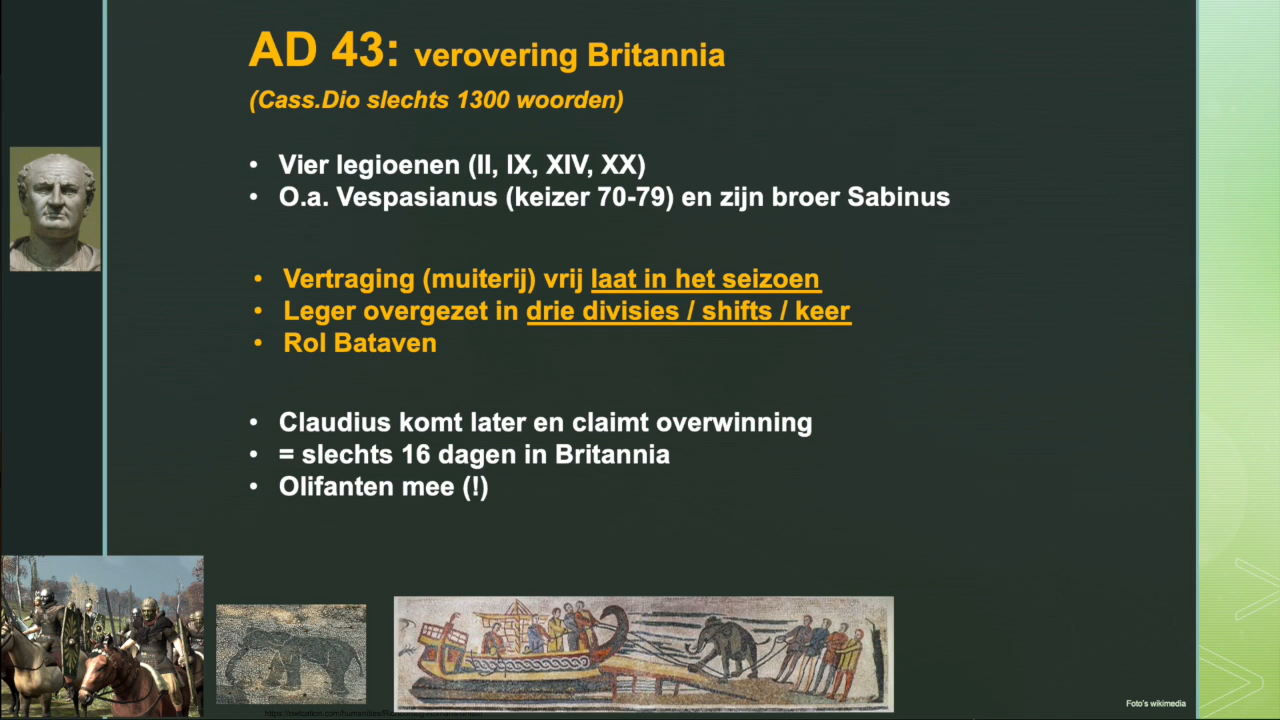 AD 43: verovering Britannia
(Cass.Dio slechts 1300 woorden)
• Vier legioenen (II, IX, XIV, XX)
• O.a. Vespasianus (keizer 70-79) en zijn broer Sabinus
• Vertraging (muiterij) vrij laat in het seizoen
• Leger overgezet in drie divisies / shifts / keer
• Rol Bataven
• Claudius komt later en claimt overwinning
• = slechts 16 dagen in Britannia
• Olifanten mee (!)
Foto's wikimedia